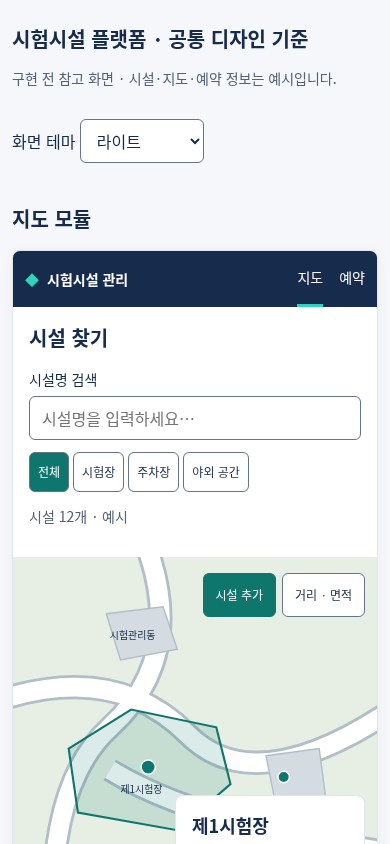 시험시설 플랫폼 · 공통 디자인 기준
구현 전 참고 화면 · 시설·지도·예약 정보는 예시입니다.
화면 테마 라이트
지도 모듈
시험시설 관리 지도 예약
시설 찾기
시설명 검색
시설명을 입력하세요…
전체 시험장 주차장 야외 공간
시설 12개 · 예시
시설 추가 거리 · 면적
시험관리동
제1시험장
제1시험장